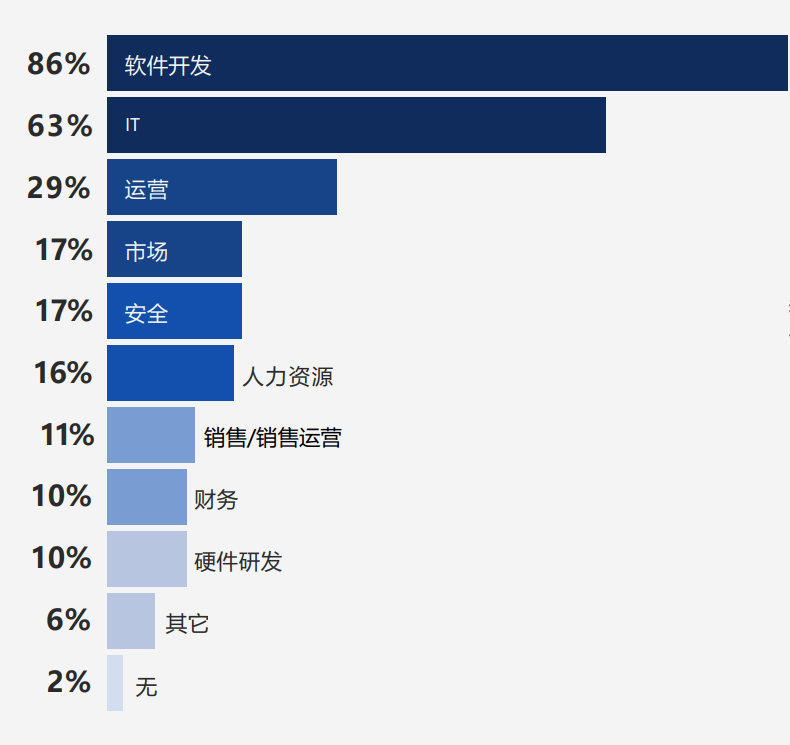 86% 软件开发
63% IT
29% 运营
17% 市场
17% 安全
16% 人力资源
11% 销售/销售运营
10% 财务
10% 硬件研发
6% 其它
2% 无